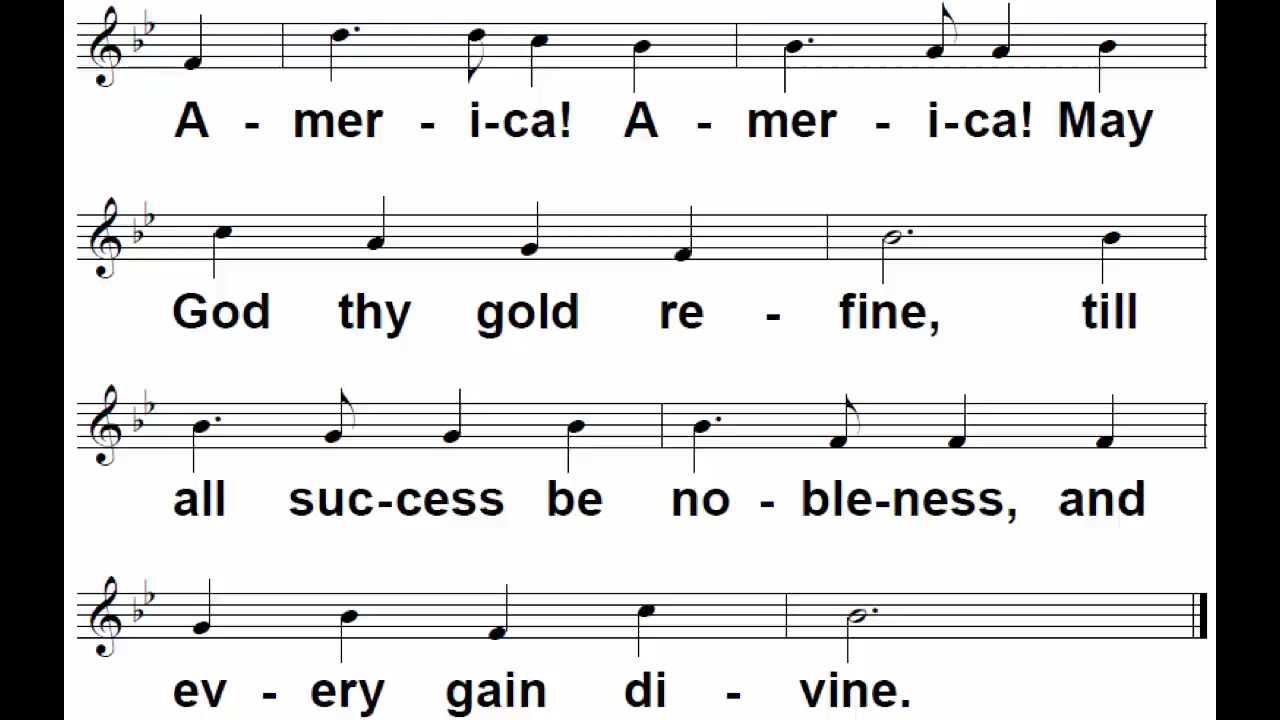 A - mer - i-ca! A - mer - i-ca! May
God thy gold re - fine, till
all suc-cess be no - ble-ness, and
ev - ery gain di - vine.